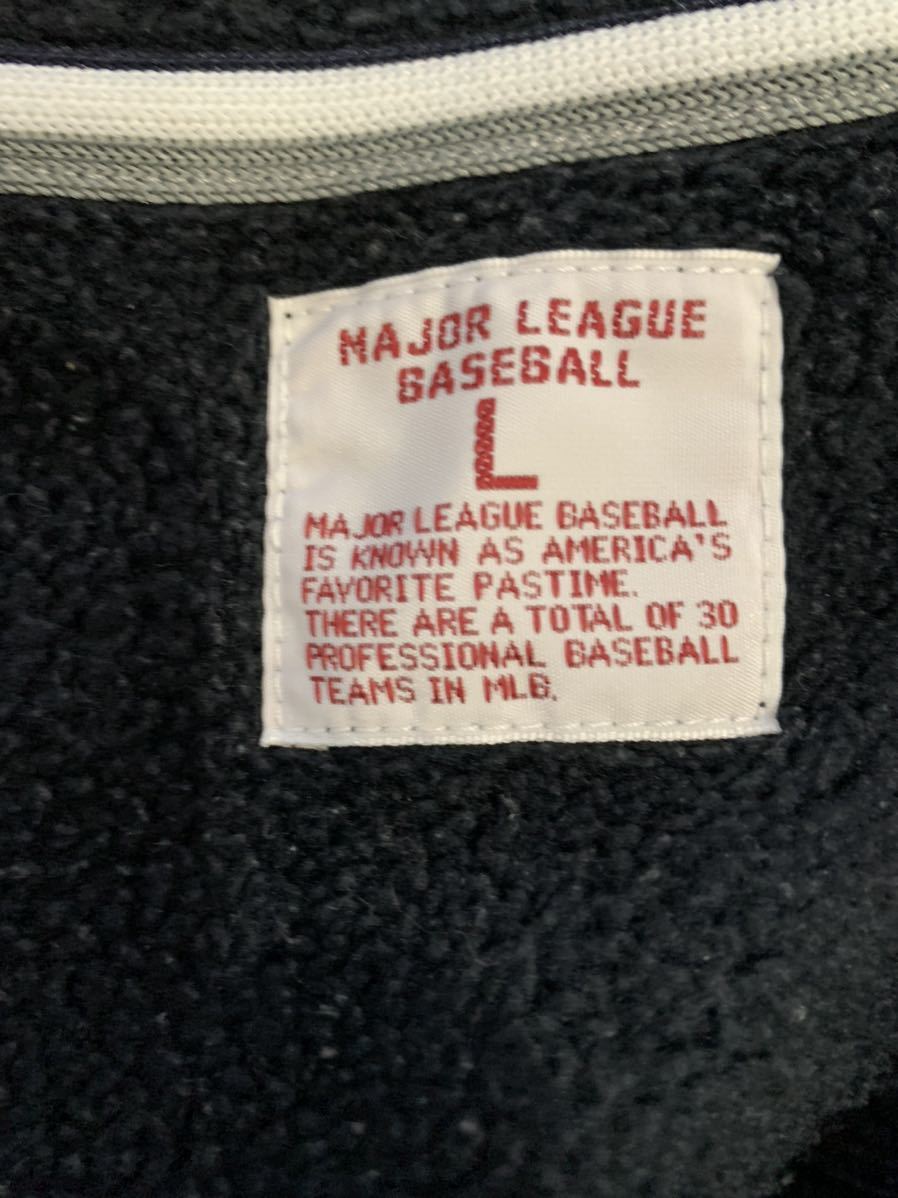 MAJOR LEAGUE
BASEBALL
L
MAJOR LEAGUE BASEBALL
IS KNOWN AS AMERICA'S
FAVORITE PASTIME.
THERE ARE A TOTAL OF 30
PROFESSIONAL BASEBALL
TEAMS IN MLB.